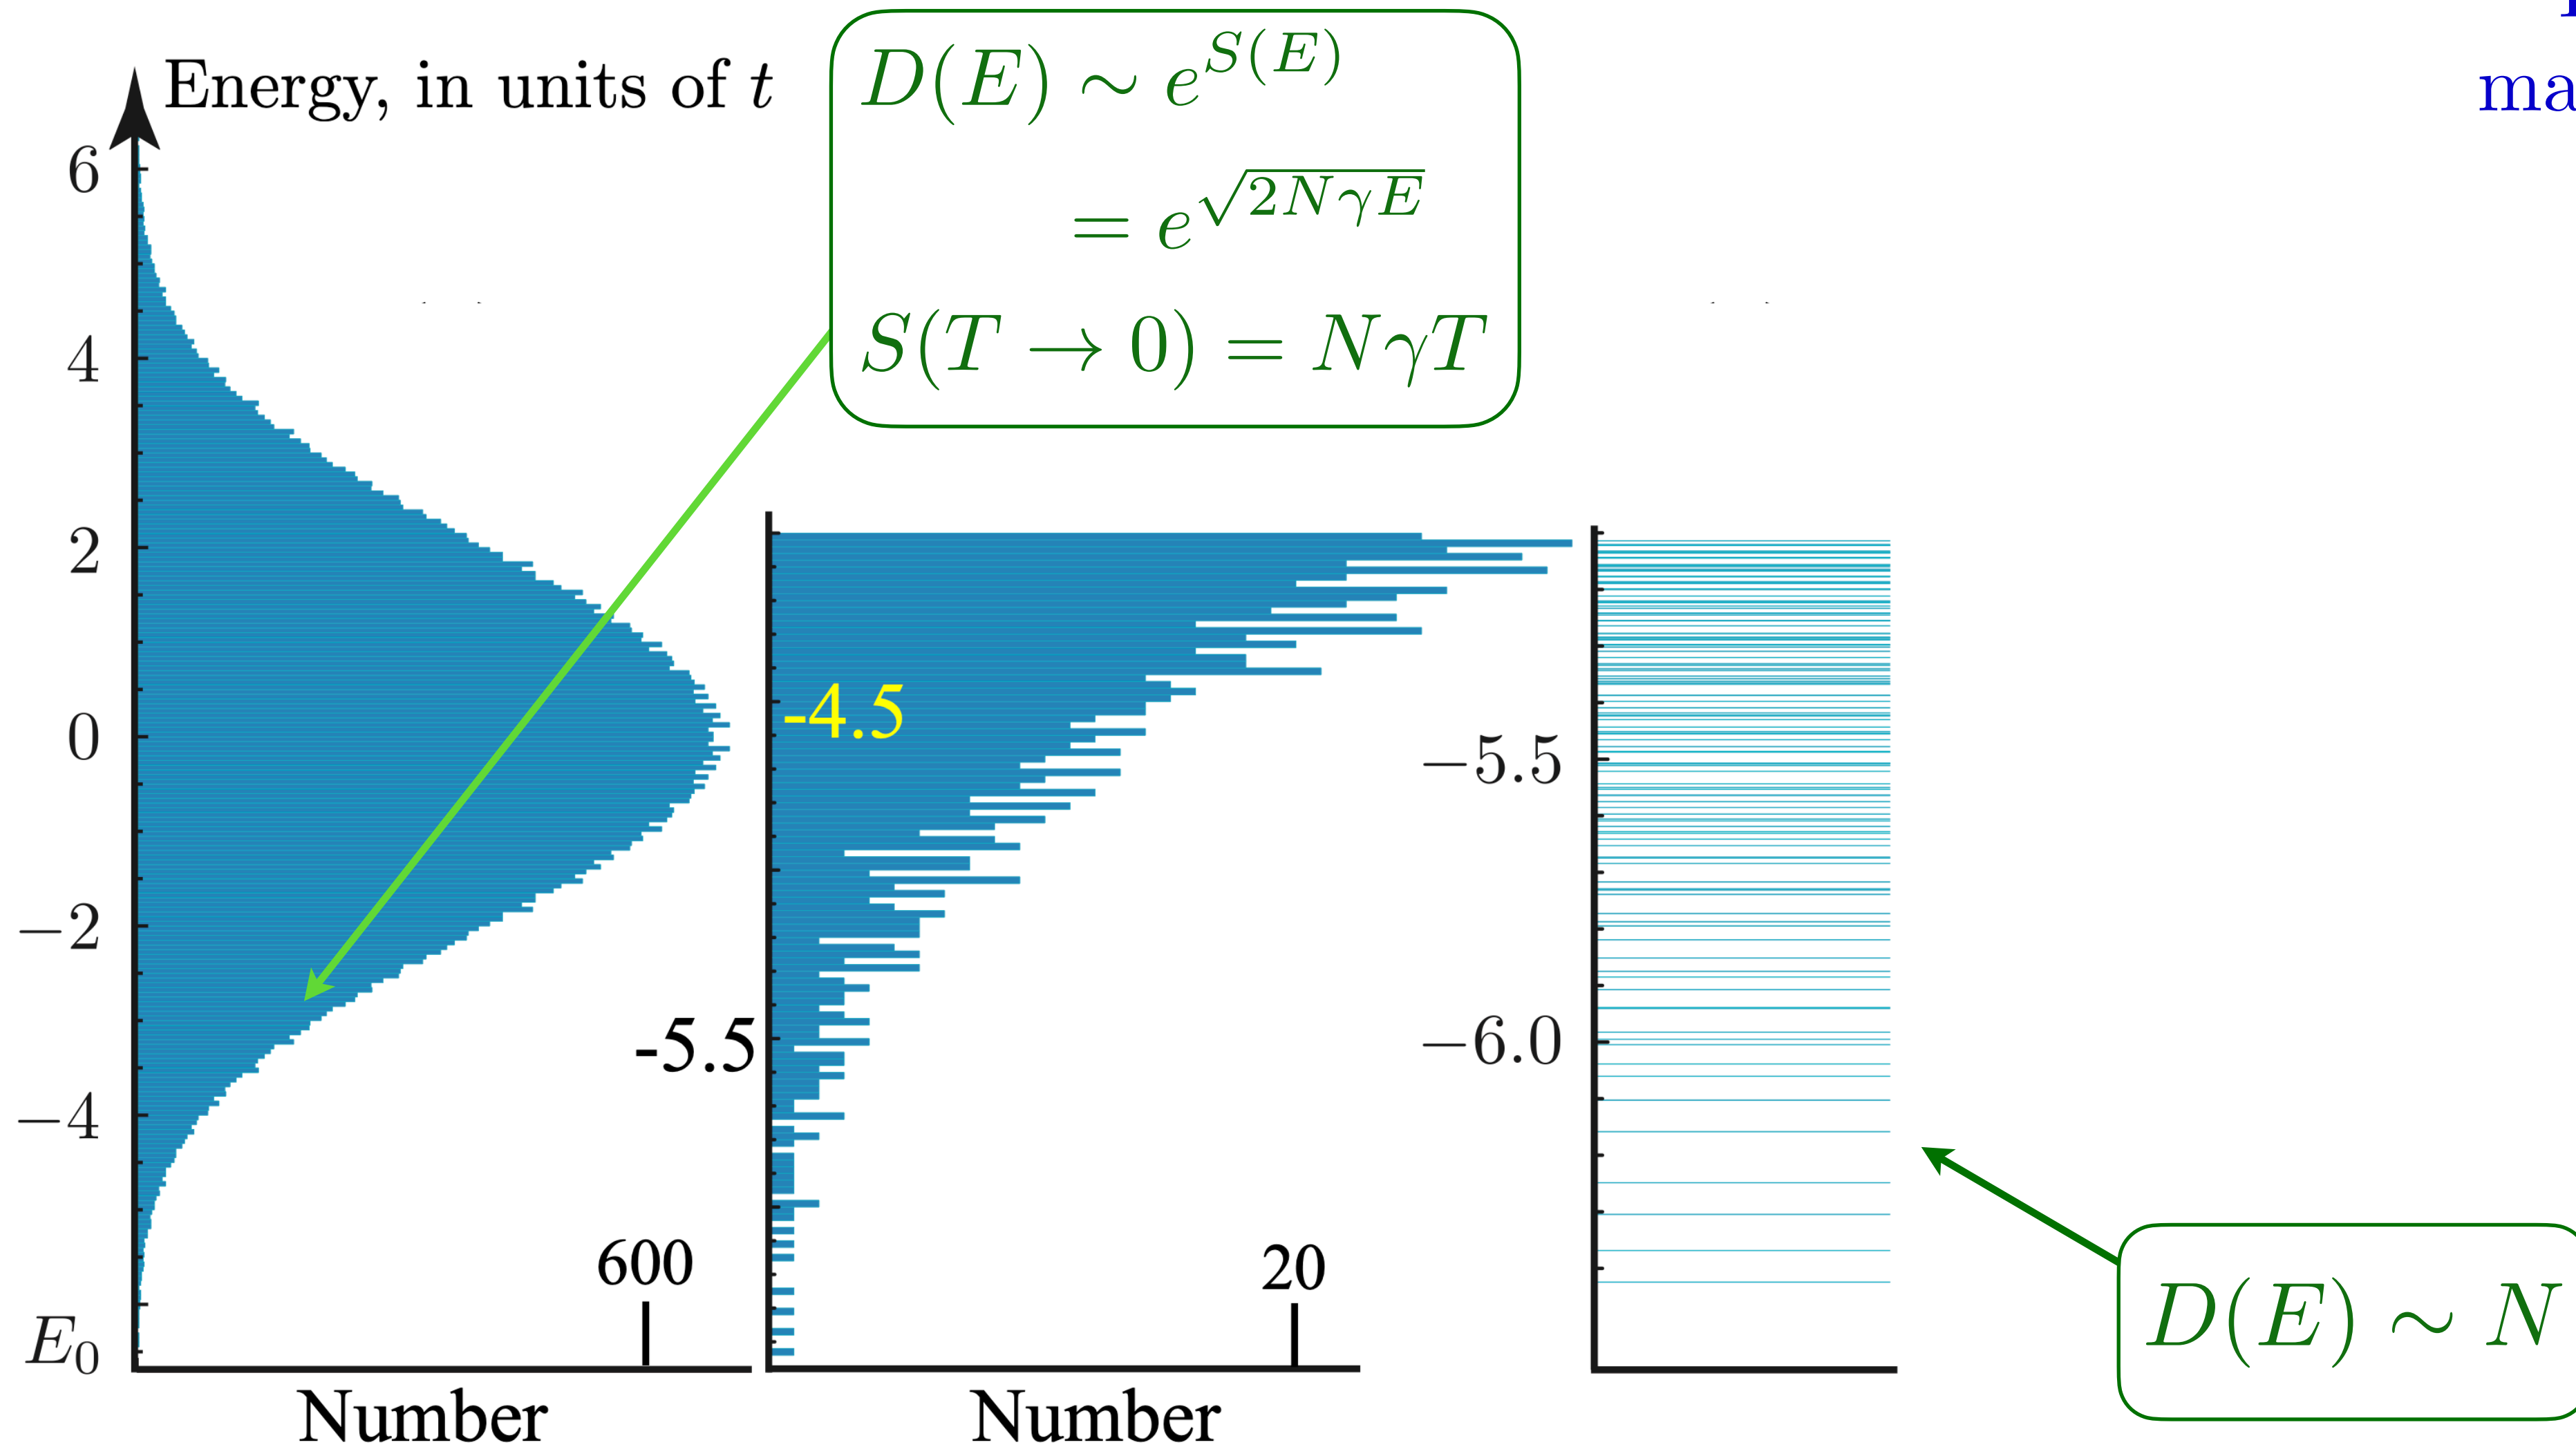 Energy, in units of t
D(E) ∼ e^{S(E)}
= e^{√(2NγE)}
S(T → 0) = NγT
ma
6
4
2
0
−2
−4
E₀
600
Number
-4.5
-5.5
20
Number
−5.5
−6.0
D(E) ∼ N